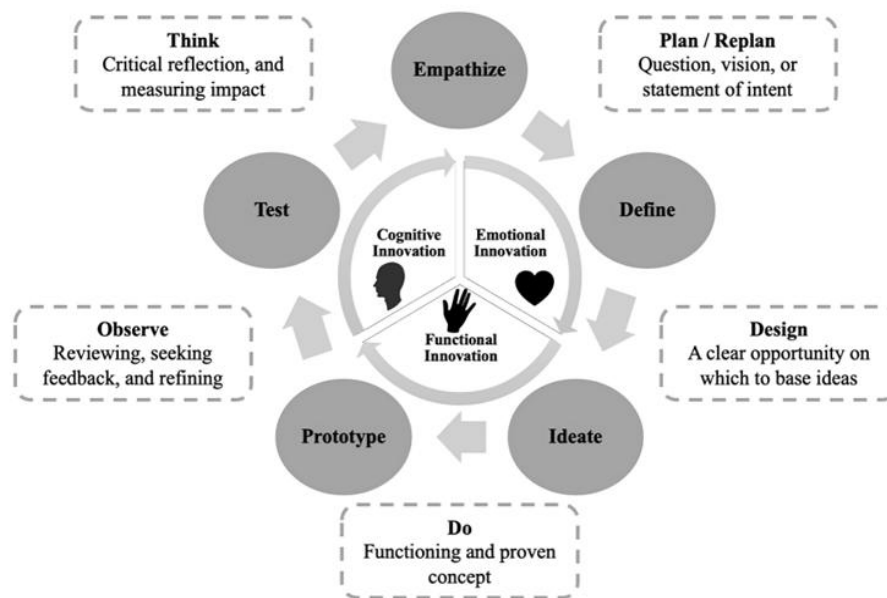 Think
Critical reflection, and
measuring impact
Empathize
Plan / Replan
Question, vision, or
statement of intent
Test
Define
Cognitive
Innovation
Emotional
Innovation
Functional
Innovation
Observe
Reviewing, seeking
feedback, and refining
Design
A clear opportunity on
which to base ideas
Prototype
Ideate
Do
Functioning and proven
concept